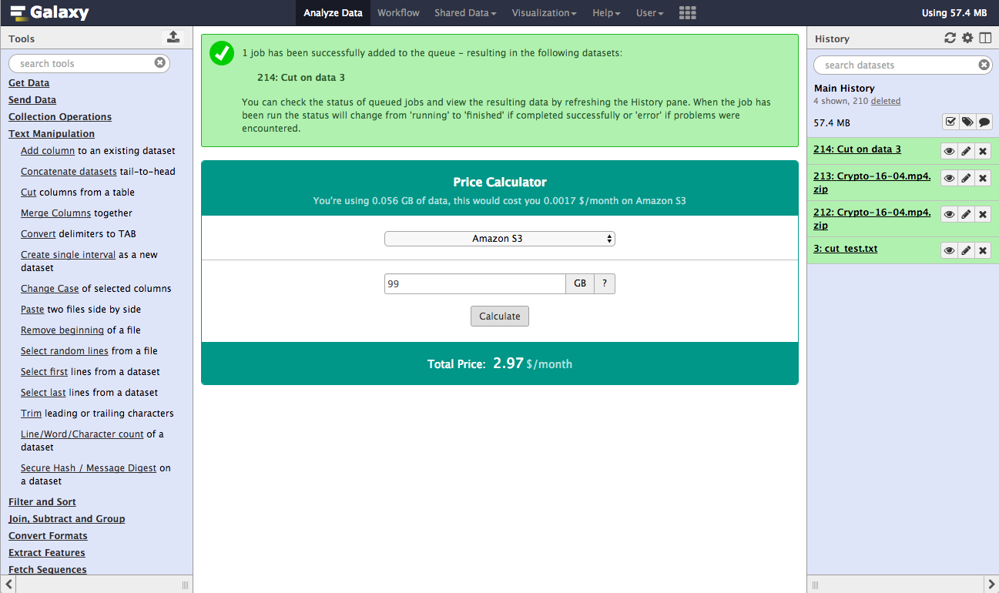 Galaxy
Analyze Data
Workflow
Shared Data
Visualization
Help
User
Using 57.4 MB
Tools
search tools
Get Data
Send Data
Collection Operations
Text Manipulation
Add column to an existing dataset
Concatenate datasets tail-to-head
Cut columns from a table
Merge Columns together
Convert delimiters to TAB
Create single interval as a new
dataset
Change Case of selected columns
Paste two files side by side
Remove beginning of a file
Select random lines from a file
Select first lines from a dataset
Select last lines from a dataset
Trim leading or trailing characters
Line/Word/Character count of a
dataset
Secure Hash / Message Digest on
a dataset
Filter and Sort
Join, Subtract and Group
Convert Formats
Extract Features
Fetch Sequences
1 job has been successfully added to the queue - resulting in the following datasets:
214: Cut on data 3
You can check the status of queued jobs and view the resulting data by refreshing the History pane. When the job has
been run the status will change from 'running' to 'finished' if completed successfully or 'error' if problems were
encountered.
Price Calculator
You're using 0.056 GB of data, this would cost you 0.0017 $/month on Amazon S3
Amazon S3
99
GB
?
Calculate
Total Price: 2.97 $/month
History
search datasets
Main History
4 shown, 210 deleted
57.4 MB
214: Cut on data 3
213: Crypto-16-04.mp4.
zip
212: Crypto-16-04.mp4.
zip
3: cut_test.txt